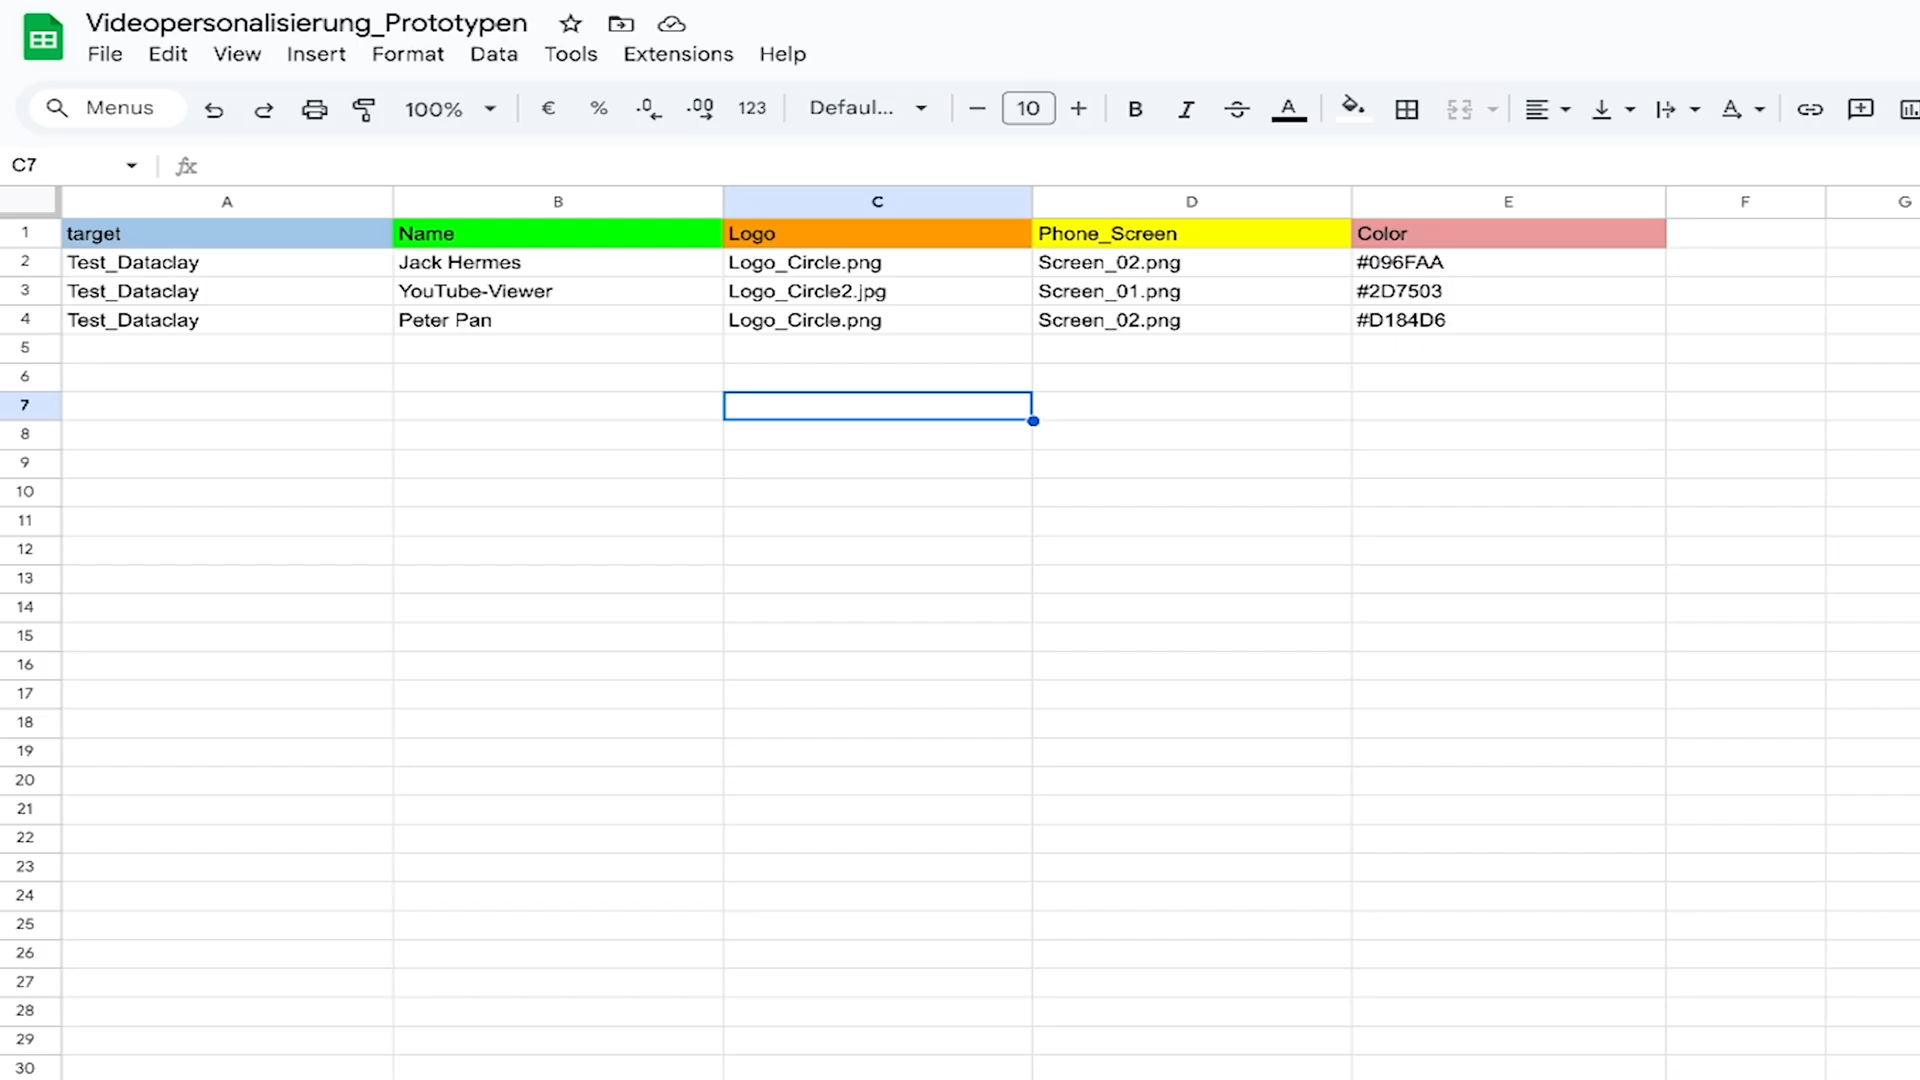 Videopersonalisierung_Prototypen
File Edit View Insert Format Data Tools Extensions Help
Menus 100% € % .0 .00 123 Defaul... 10 B I A
C7 fx
A B C D E F G
1 target Name Logo Phone_Screen Color
2 Test_Dataclay Jack Hermes Logo_Circle.png Screen_02.png #096FAA
3 Test_Dataclay YouTube-Viewer Logo_Circle2.jpg Screen_01.png #2D7503
4 Test_Dataclay Peter Pan Logo_Circle.png Screen_02.png #D184D6
5
6
7
8
9
10
11
12
13
14
15
16
17
18
19
20
21
22
23
24
25
26
27
28
29
30